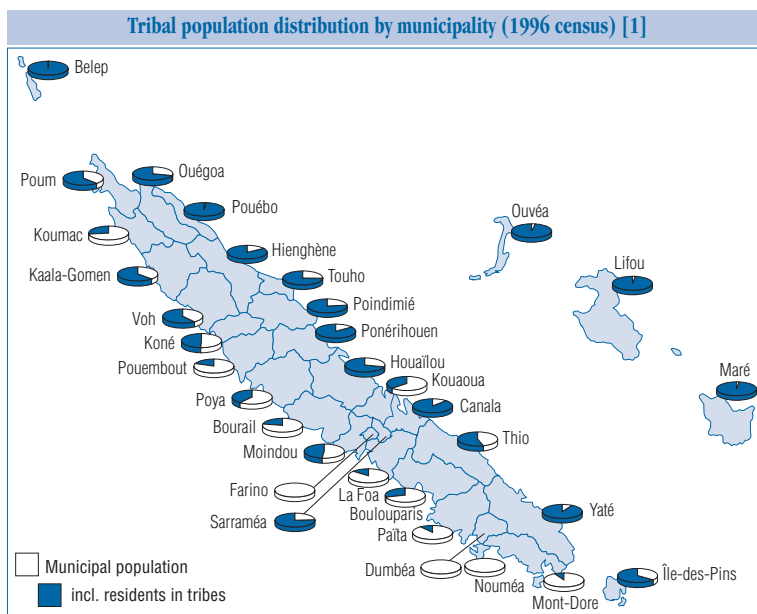 Tribal population distribution by municipality (1996 census) [1]
Belep
Ouégoa
Poum
Pouébo
Koumac
Ouvéa
Hienghène
Lifou
Kaala-Gomen
Touho
Poindimié
Voh
Ponérihouen
Koné
Houaïlou
Pouembout
Kouaoua
Maré
Poya
Canala
Bourail
Thio
Moindou
Farino
La Foa
Boulouparis
Sarraméa
Yaté
Païta
Dumbéa
Nouméa
Île-des-Pins
Mont-Dore
Municipal population
incl. residents in tribes